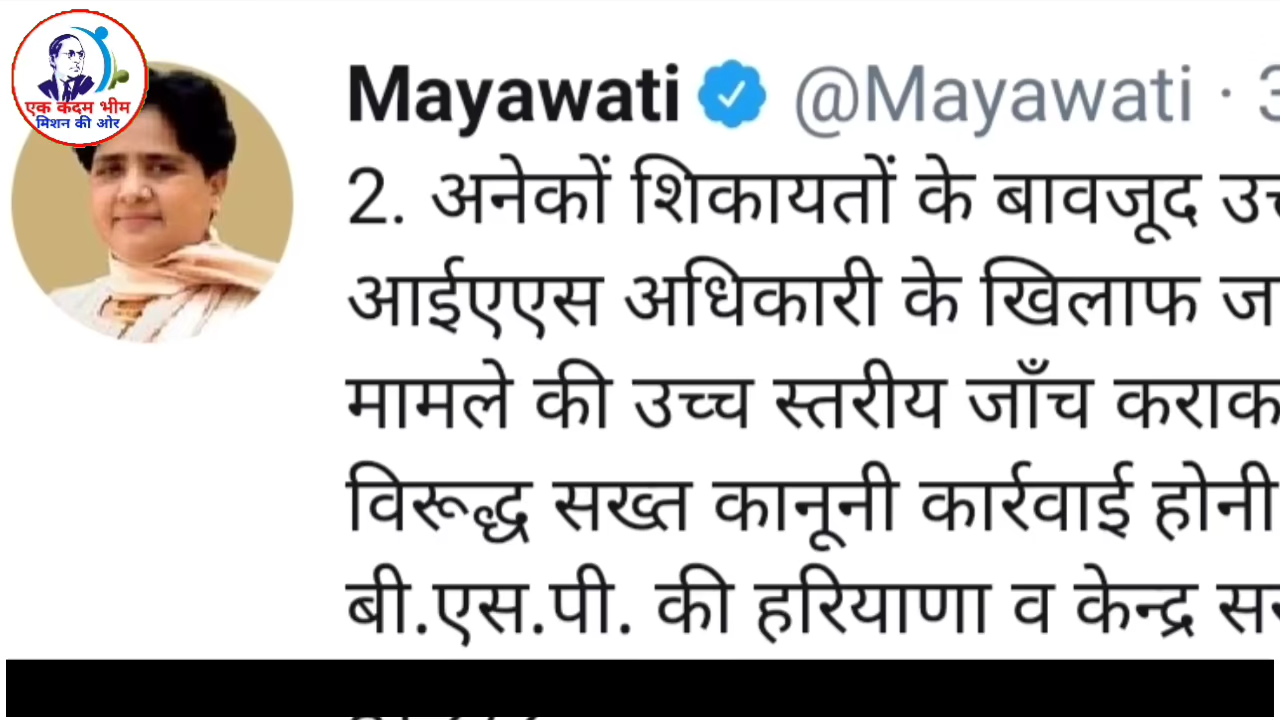 एक कदम भीम
मिशन की ओर
Mayawati @Mayawati ·
2. अनेकों शिकायतों के बावजूद
आईएएस अधिकारी के खिलाफ
मामले की उच्च स्तरीय जाँच
विरूद्ध सख्त कानूनी कार्रवाई होनी
बी.एस.पी. की हरियाणा व केन्द्र